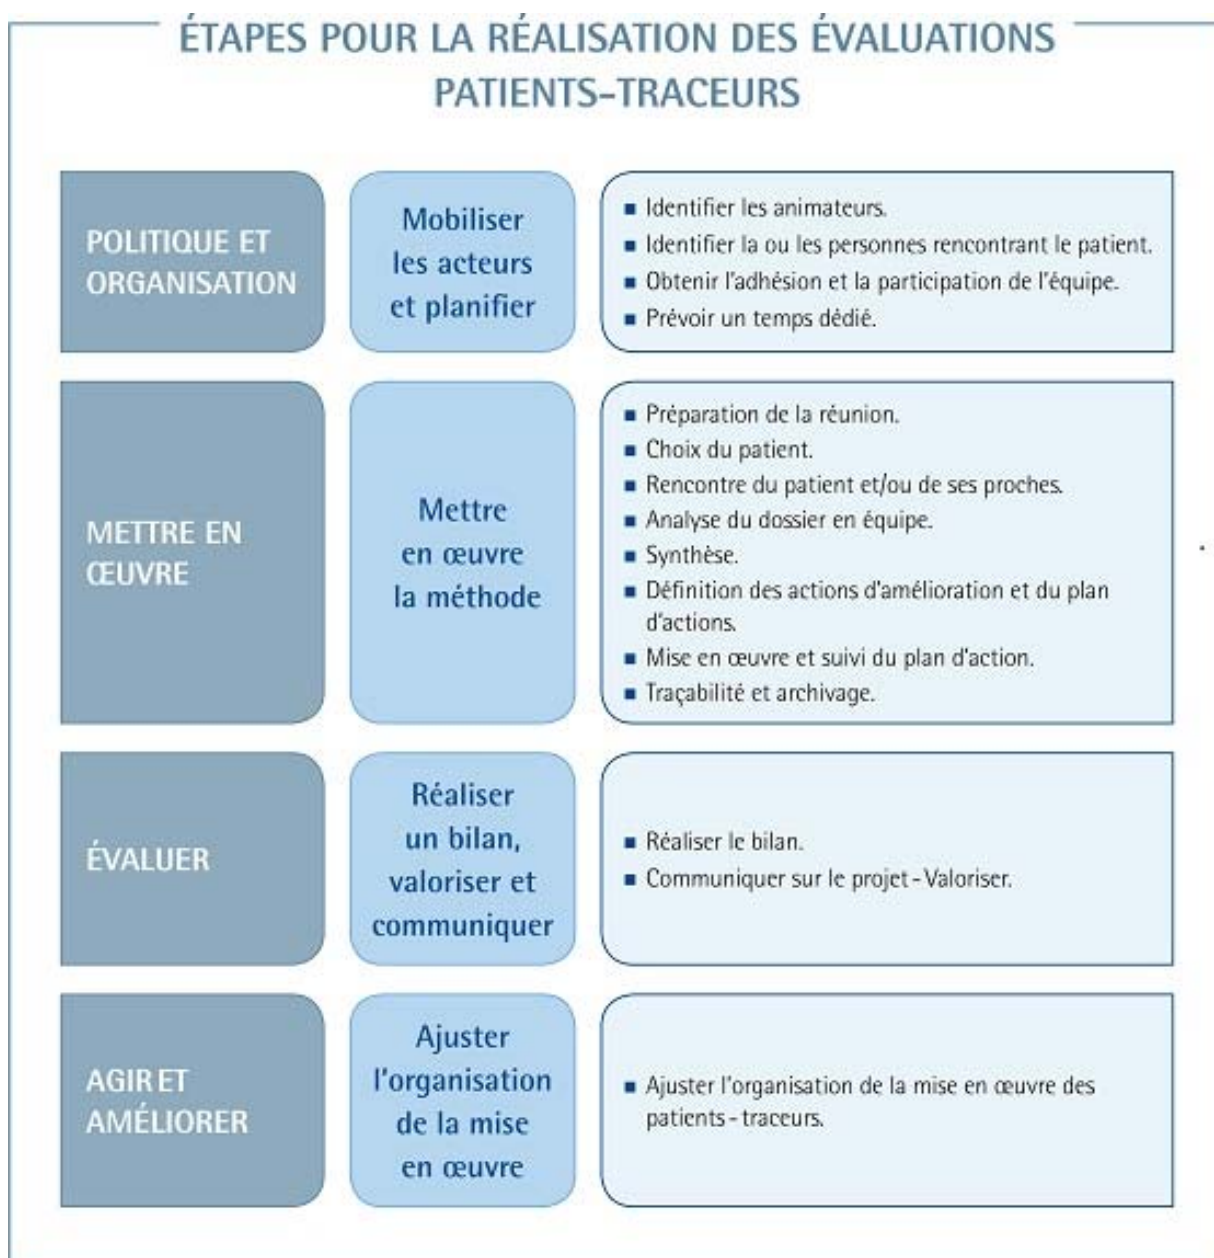 ÉTAPES POUR LA RÉALISATION DES ÉVALUATIONS
PATIENTS-TRACEURS
POLITIQUE ET
ORGANISATION
Mobiliser
les acteurs
et planifier
▪ Identifier les animateurs.
▪ Identifier la ou les personnes rencontrant le patient.
▪ Obtenir l'adhésion et la participation de l'équipe.
▪ Prévoir un temps dédié.
METTRE EN
ŒUVRE
Mettre
en œuvre
la méthode
▪ Préparation de la réunion.
▪ Choix du patient.
▪ Rencontre du patient et/ou de ses proches.
▪ Analyse du dossier en équipe.
▪ Synthèse.
▪ Définition des actions d'amélioration et du plan
d'actions.
▪ Mise en œuvre et suivi du plan d'action.
▪ Traçabilité et archivage.
ÉVALUER
Réaliser
un bilan,
valoriser et
communiquer
▪ Réaliser le bilan.
▪ Communiquer sur le projet - Valoriser.
AGIR ET
AMÉLIORER
Ajuster
l'organisation
de la mise
en œuvre
▪ Ajuster l'organisation de la mise en œuvre des
patients - traceurs.